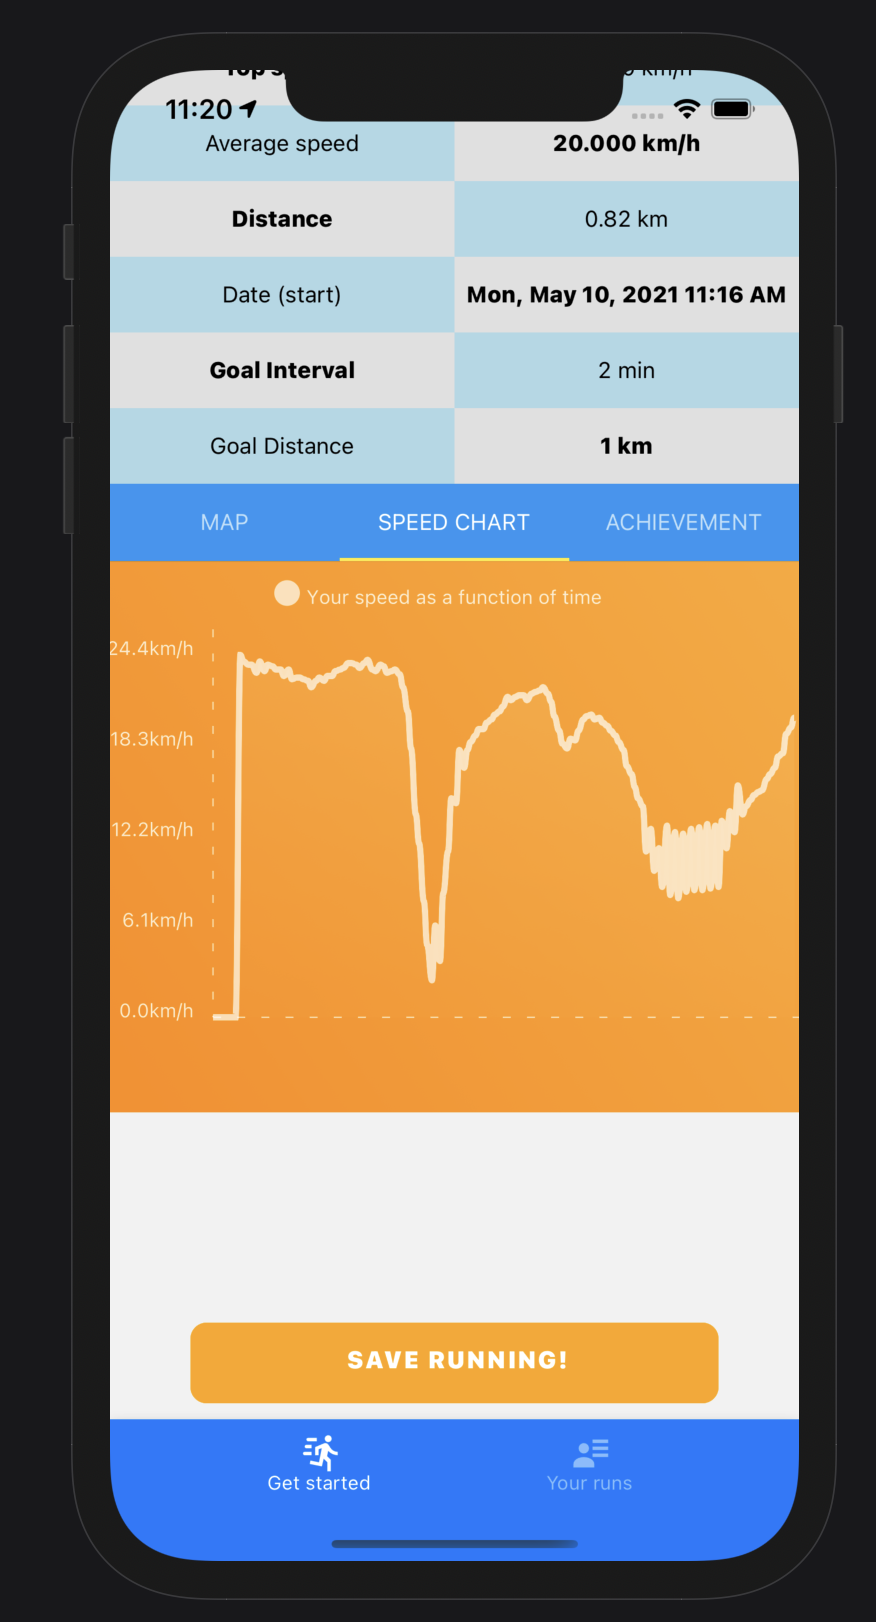 Top s
km/h
11:20
Average speed 20.000 km/h
Distance 0.82 km
Date (start) Mon, May 10, 2021 11:16 AM
Goal Interval 2 min
Goal Distance 1 km
MAP SPEED CHART ACHIEVEMENT
Your speed as a function of time
24.4km/h
18.3km/h
12.2km/h
6.1km/h
0.0km/h
SAVE RUNNING!
Get started Your runs